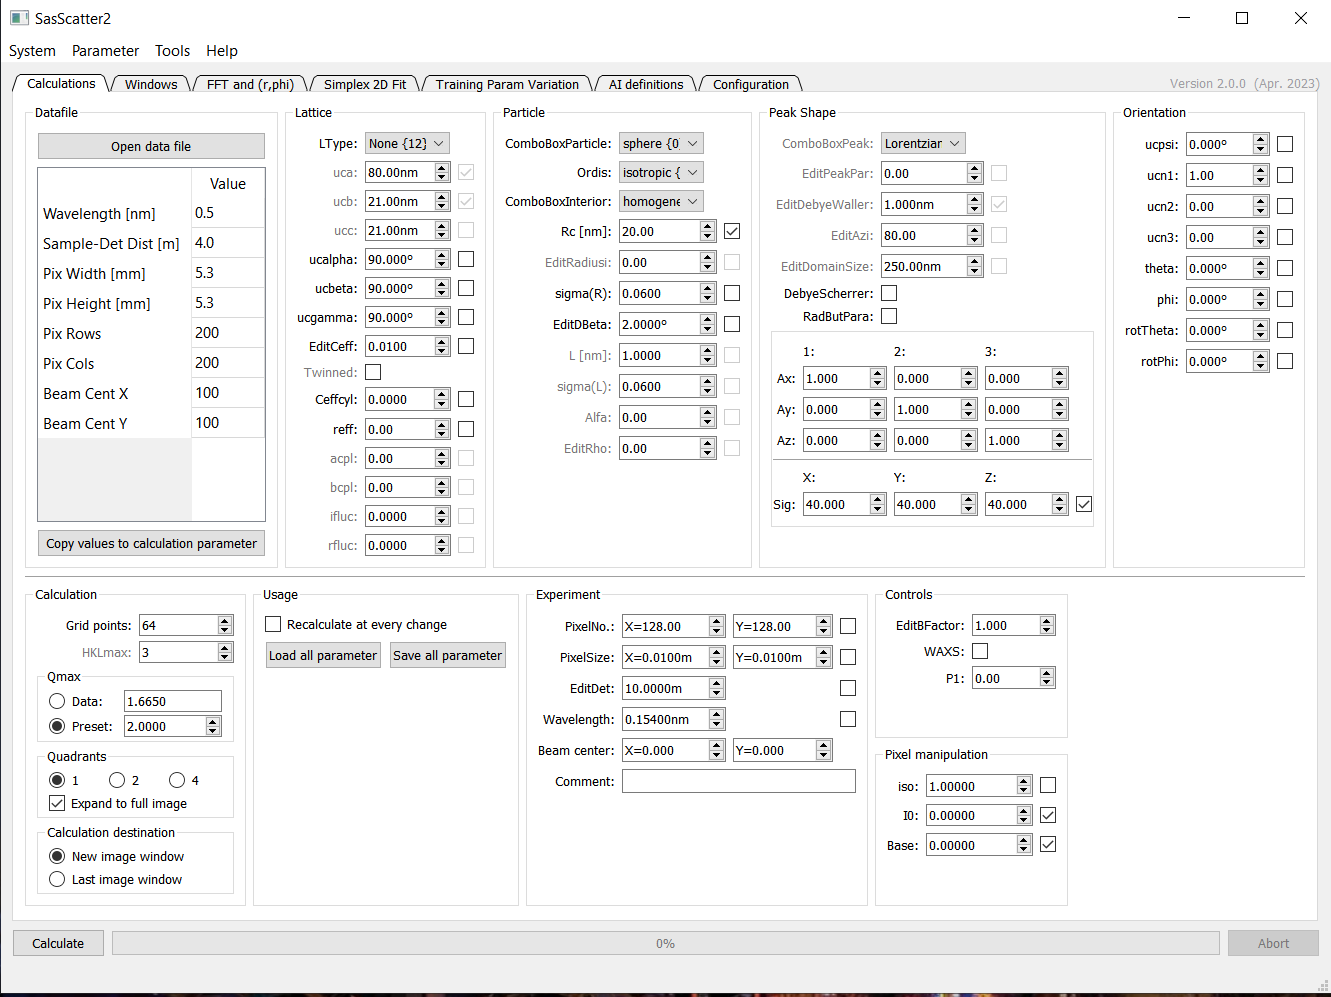 SasScatter2
System Parameter Tools Help
Calculations Windows FFT and (r,phi) Simplex 2D Fit Training Param Variation AI definitions Configuration Version 2.0.0 (Apr. 2023)
Datafile
Open data file
Value
Wavelength [nm] 0.5
Sample-Det Dist [m] 4.0
Pix Width [mm] 5.3
Pix Height [mm] 5.3
Pix Rows 200
Pix Cols 200
Beam Cent X 100
Beam Cent Y 100
Copy values to calculation parameter
Lattice
LType: None {12}
uca: 80.00nm
ucb: 21.00nm
ucc: 21.00nm
ucalpha: 90.000°
ucbeta: 90.000°
ucgamma: 90.000°
EditCeff: 0.0100
Twinned:
Ceffcyl: 0.0000
reff: 0.00
acpl: 0.00
bcpl: 0.00
ifluc: 0.0000
rfluc: 0.0000
Particle
ComboBoxParticle: sphere {0
Ordis: isotropic {
ComboBoxInterior: homogene
Rc [nm]: 20.00
EditRadiusi: 0.00
sigma(R): 0.0600
EditDBeta: 2.0000°
L [nm]: 1.0000
sigma(L): 0.0600
Alfa: 0.00
EditRho: 0.00
Peak Shape
ComboBoxPeak: Lorentzian
EditPeakPar: 0.00
EditDebyeWaller: 1.000nm
EditAzi: 80.00
EditDomainSize: 250.00nm
DebyeScherrer:
RadButPara:
1: 2: 3:
Ax: 1.000 0.000 0.000
Ay: 0.000 1.000 0.000
Az: 0.000 0.000 1.000
X: Y: Z:
Sig: 40.000 40.000 40.000
Orientation
ucpsi: 0.000°
ucn1: 1.00
ucn2: 0.00
ucn3: 0.00
theta: 0.000°
phi: 0.000°
rotTheta: 0.000°
rotPhi: 0.000°
Calculation
Grid points: 64
HKLmax: 3
Qmax
Data: 1.6650
Preset: 2.0000
Quadrants
1 2 4
Expand to full image
Calculation destination
New image window
Last image window
Usage
Recalculate at every change
Load all parameter Save all parameter
Experiment
PixelNo.: X=128.00 Y=128.00
PixelSize: X=0.0100m Y=0.0100m
EditDet: 10.0000m
Wavelength: 0.15400nm
Beam center: X=0.000 Y=0.000
Comment:
Controls
EditBFactor: 1.000
WAXS:
P1: 0.00
Pixel manipulation
iso: 1.00000
I0: 0.00000
Base: 0.00000
Calculate 0% Abort